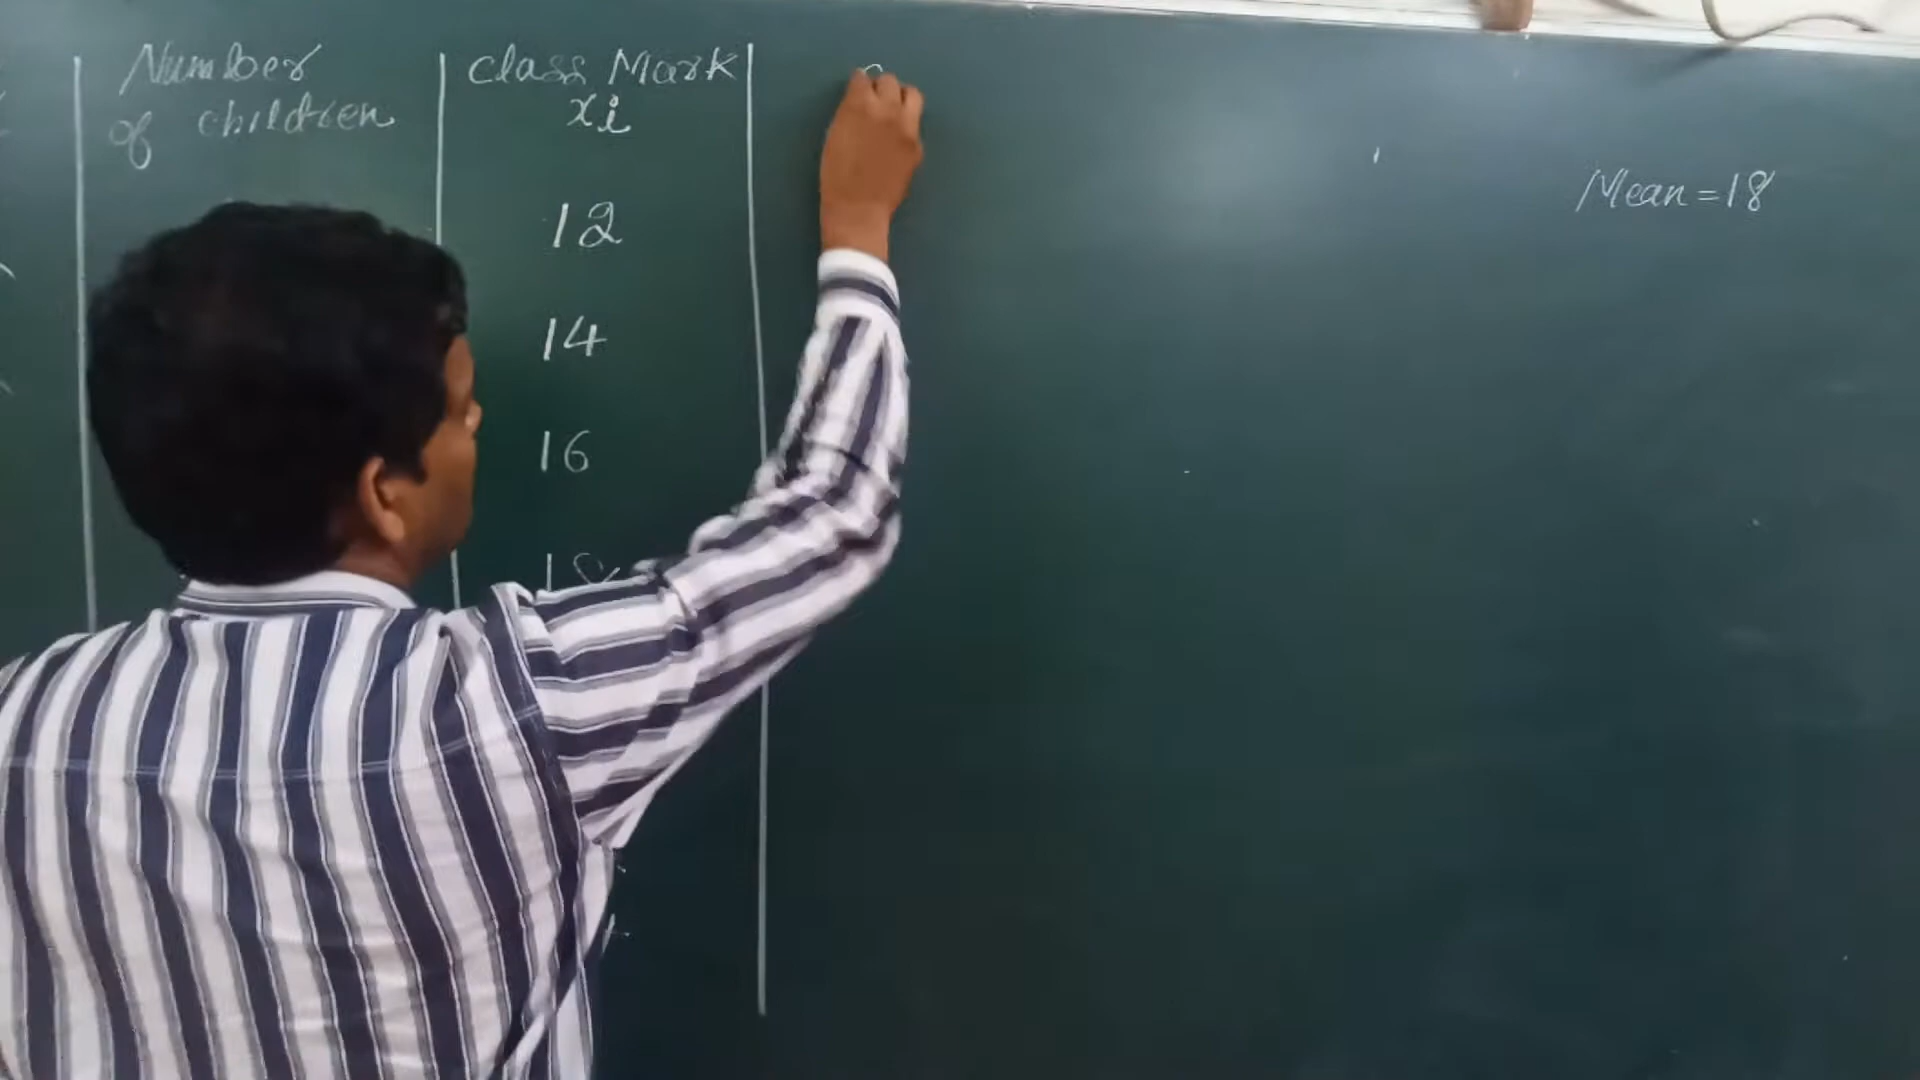 Number
of children
Class Mark
xi
12
14
16
18
Mean = 18